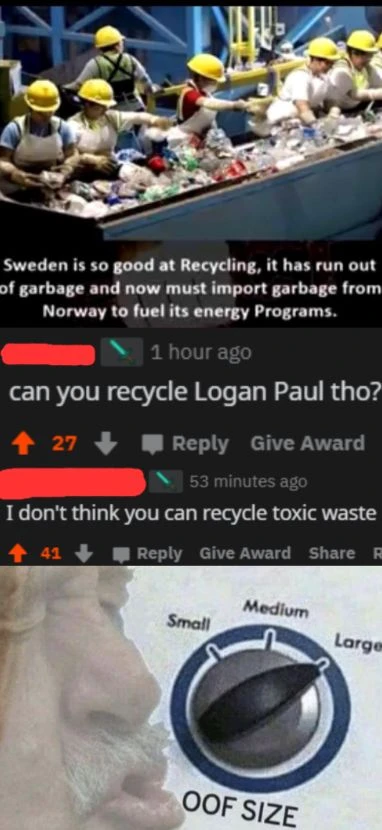 Sweden is so good at Recycling, it has run out
of garbage and now must import garbage from
Norway to fuel its energy Programs.
1 hour ago
can you recycle Logan Paul tho?
27 Reply Give Award
53 minutes ago
I don't think you can recycle toxic waste
41 Reply Give Award Share R
Small
Medium
Large
OOF SIZE